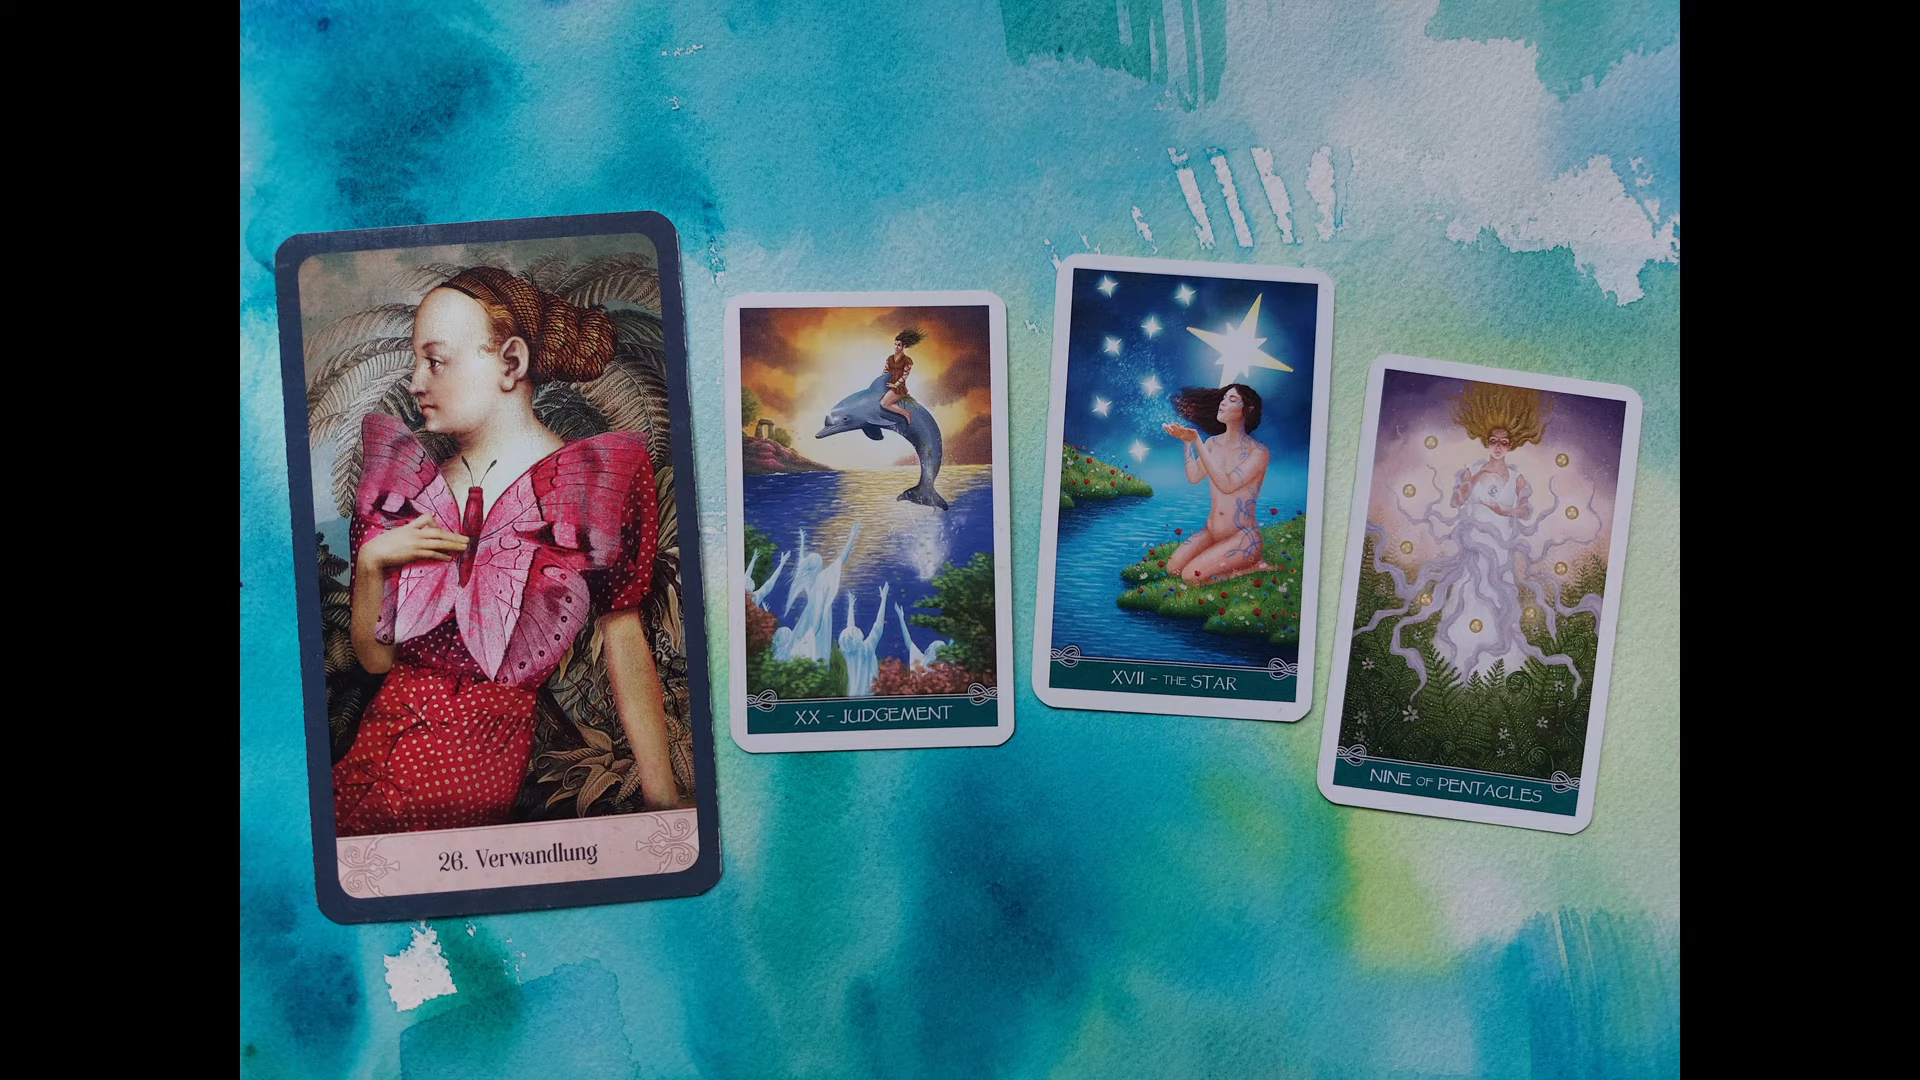 26. Verwandlung
XX - JUDGEMENT
XVII - THE STAR
NINE OF PENTACLES